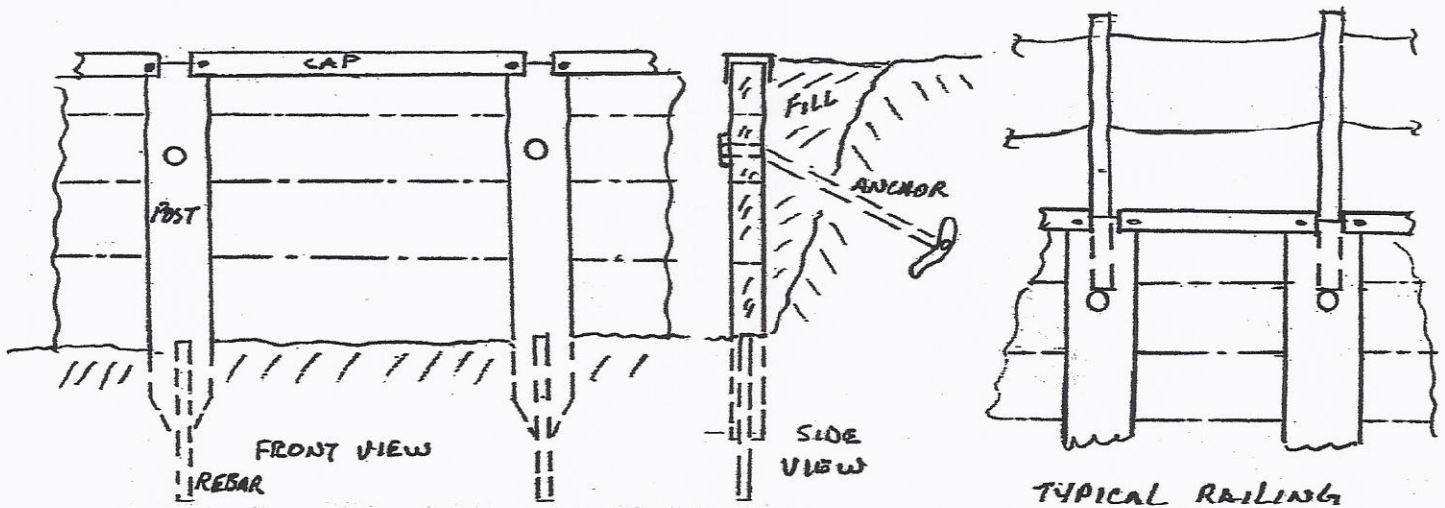 CAP
POST
FRONT VIEW
REBAR
FILL
ANCHOR
SIDE
VIEW
TYPICAL RAILING